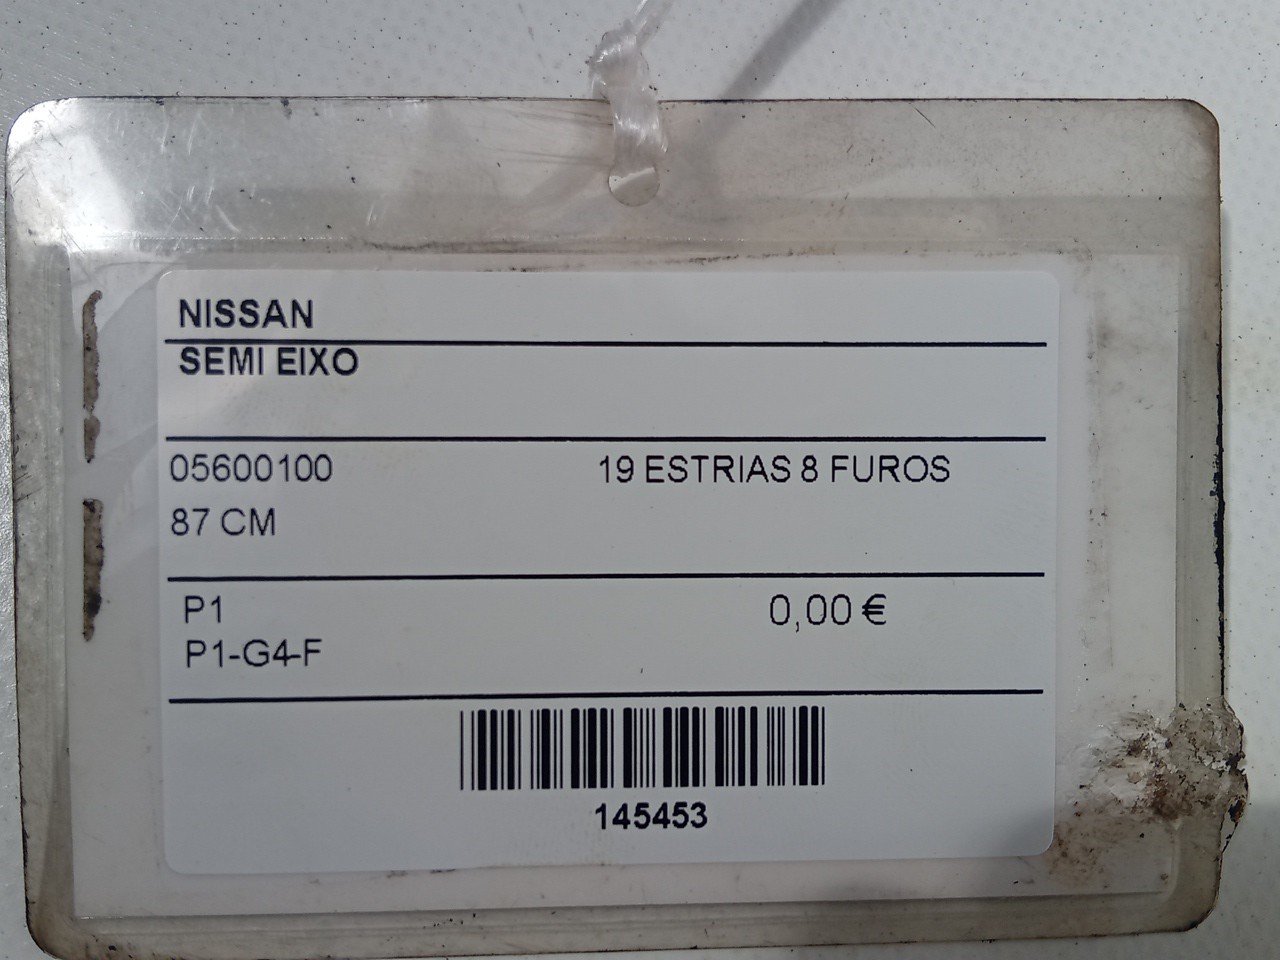 NISSAN
SEMI EIXO
05600100 19 ESTRIAS 8 FUROS
87 CM
P1 0,00 €
P1-G4-F
145453